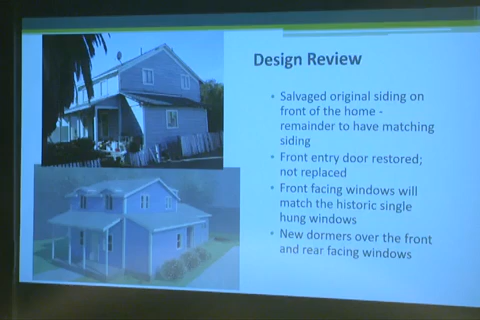 Design Review
• Salvaged original siding on
front of the home -
remainder to have matching
siding
• Front entry door restored;
not replaced
• Front facing windows will
match the historic single
hung windows
• New dormers over the front
and rear facing windows